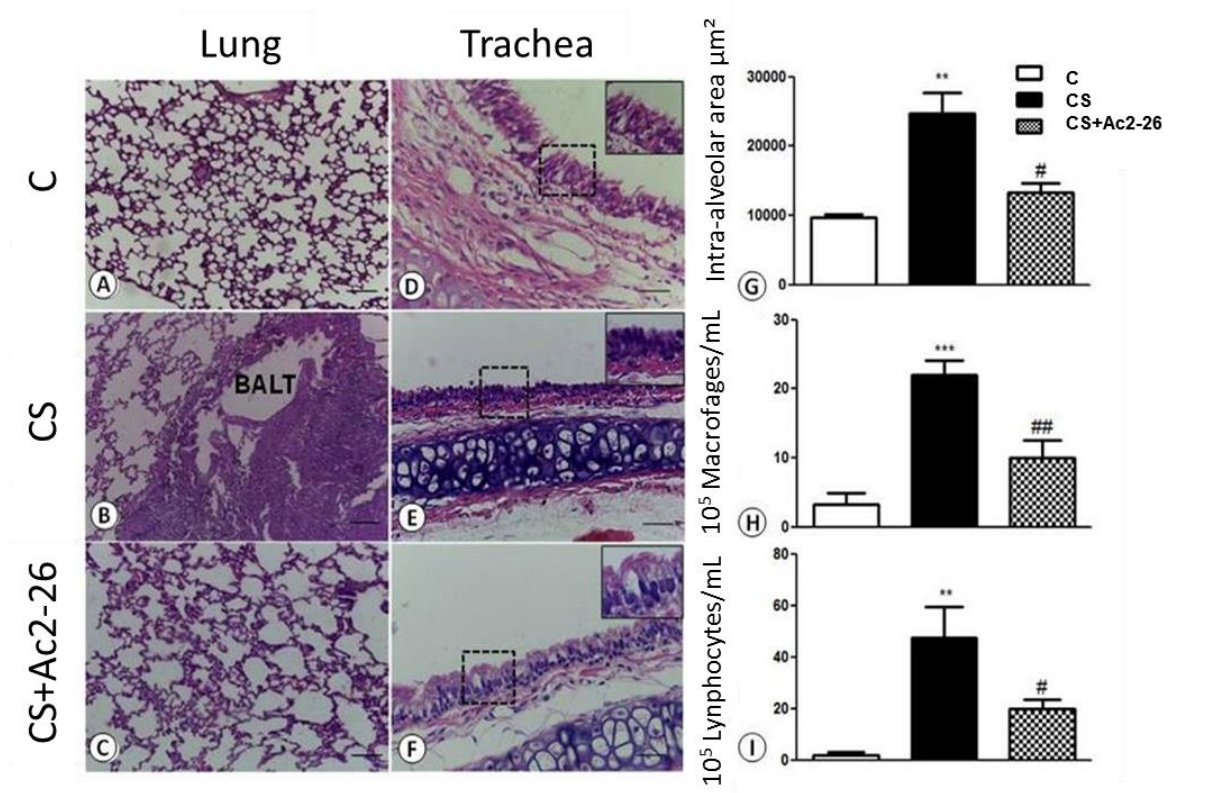 Lung
Trachea
C
CS
CS+Ac2-26
A
D
B
BALT
E
C
F
Intra-alveolar area µm²
30000
20000
10000
0
**
#
G
C
CS
CS+Ac2-26
10⁵ Macrofages/mL
30
20
10
0
***
##
H
10⁵ Lynphocytes/mL
80
60
40
20
0
**
#
I